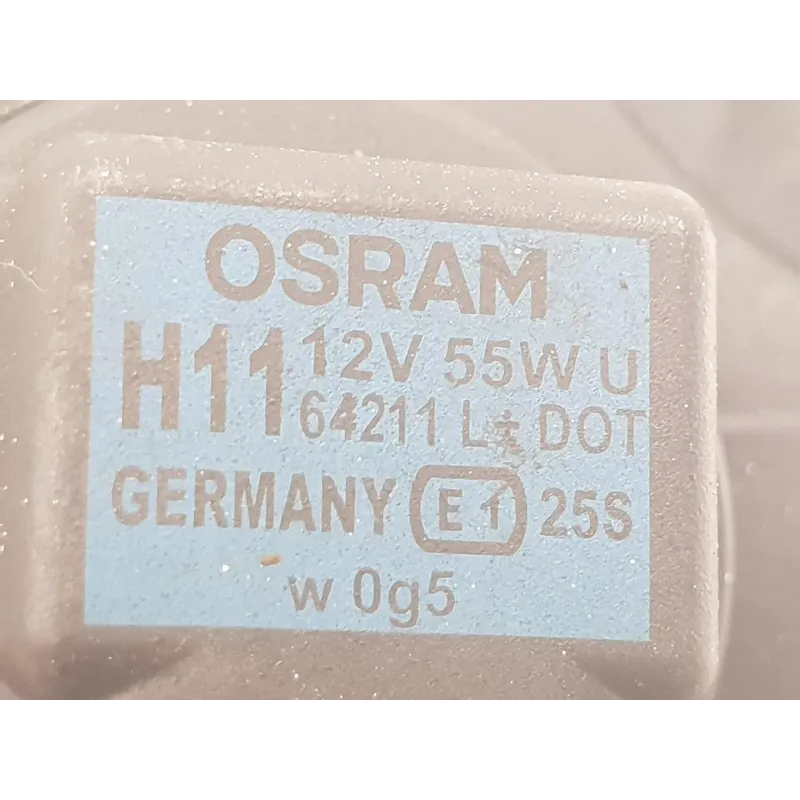 OSRAM
H11 12V 55W U
64211 L+ DOT
GERMANY E1 25S
w 0g5